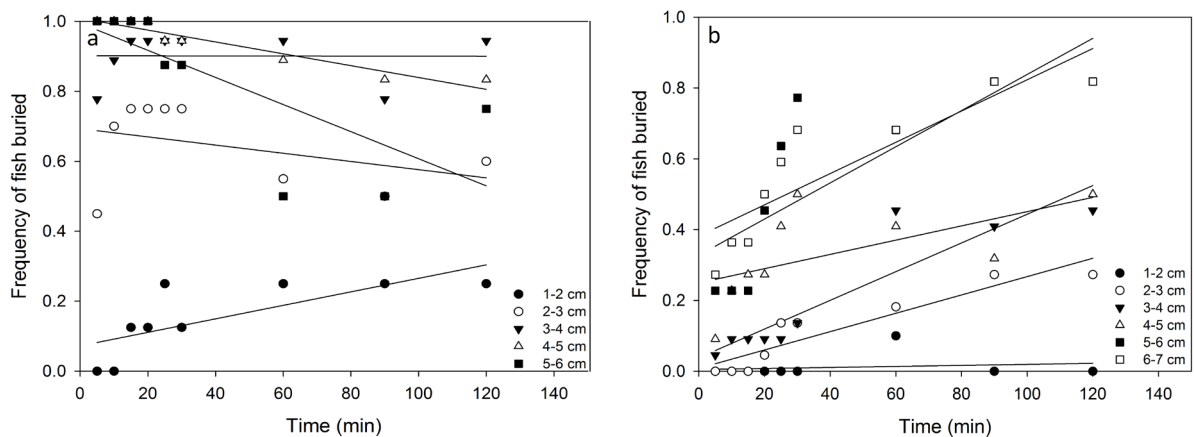 a
Frequency of fish buried
1.0
0.8
0.6
0.4
0.2
0.0
0 20 40 60 80 100 120 140
Time (min)
1-2 cm
2-3 cm
3-4 cm
4-5 cm
5-6 cm
b
Frequency of fish buried
1.0
0.8
0.6
0.4
0.2
0.0
0 20 40 60 80 100 120 140
Time (min)
1-2 cm
2-3 cm
3-4 cm
4-5 cm
5-6 cm
6-7 cm